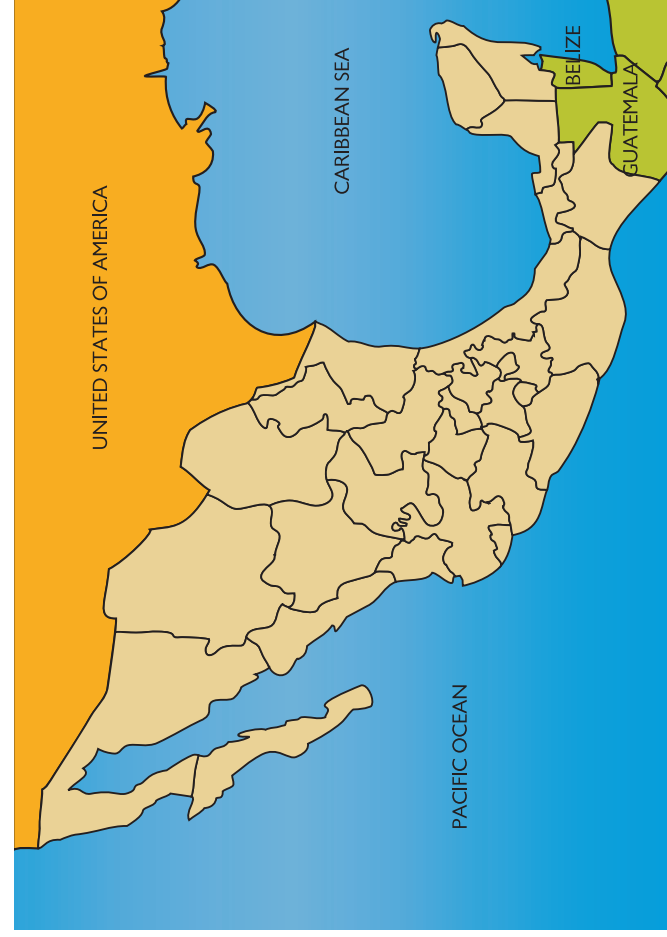 UNITED STATES OF AMERICA
CARIBBEAN SEA
BELIZE
GUATEMALA
PACIFIC OCEAN